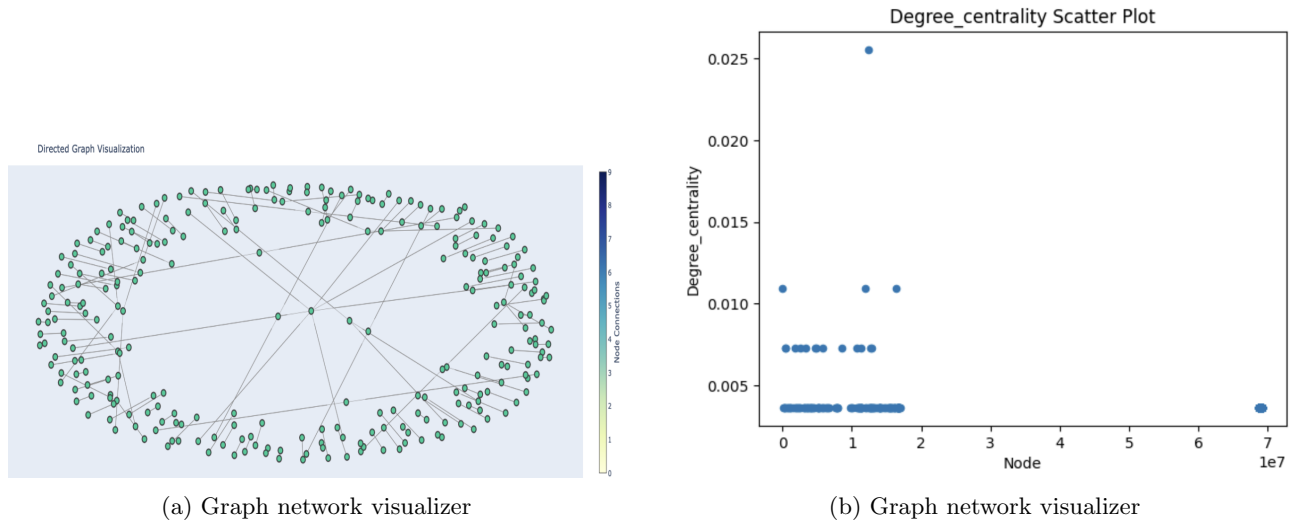 Directed Graph Visualization
9
8
7
6
5
4
3
2
1
0
Node Connections
(a) Graph network visualizer
Degree_centrality Scatter Plot
Degree_centrality
0.025
0.020
0.015
0.010
0.005
0 1 2 3 4 5 6 7
1e7
Node
(b) Graph network visualizer